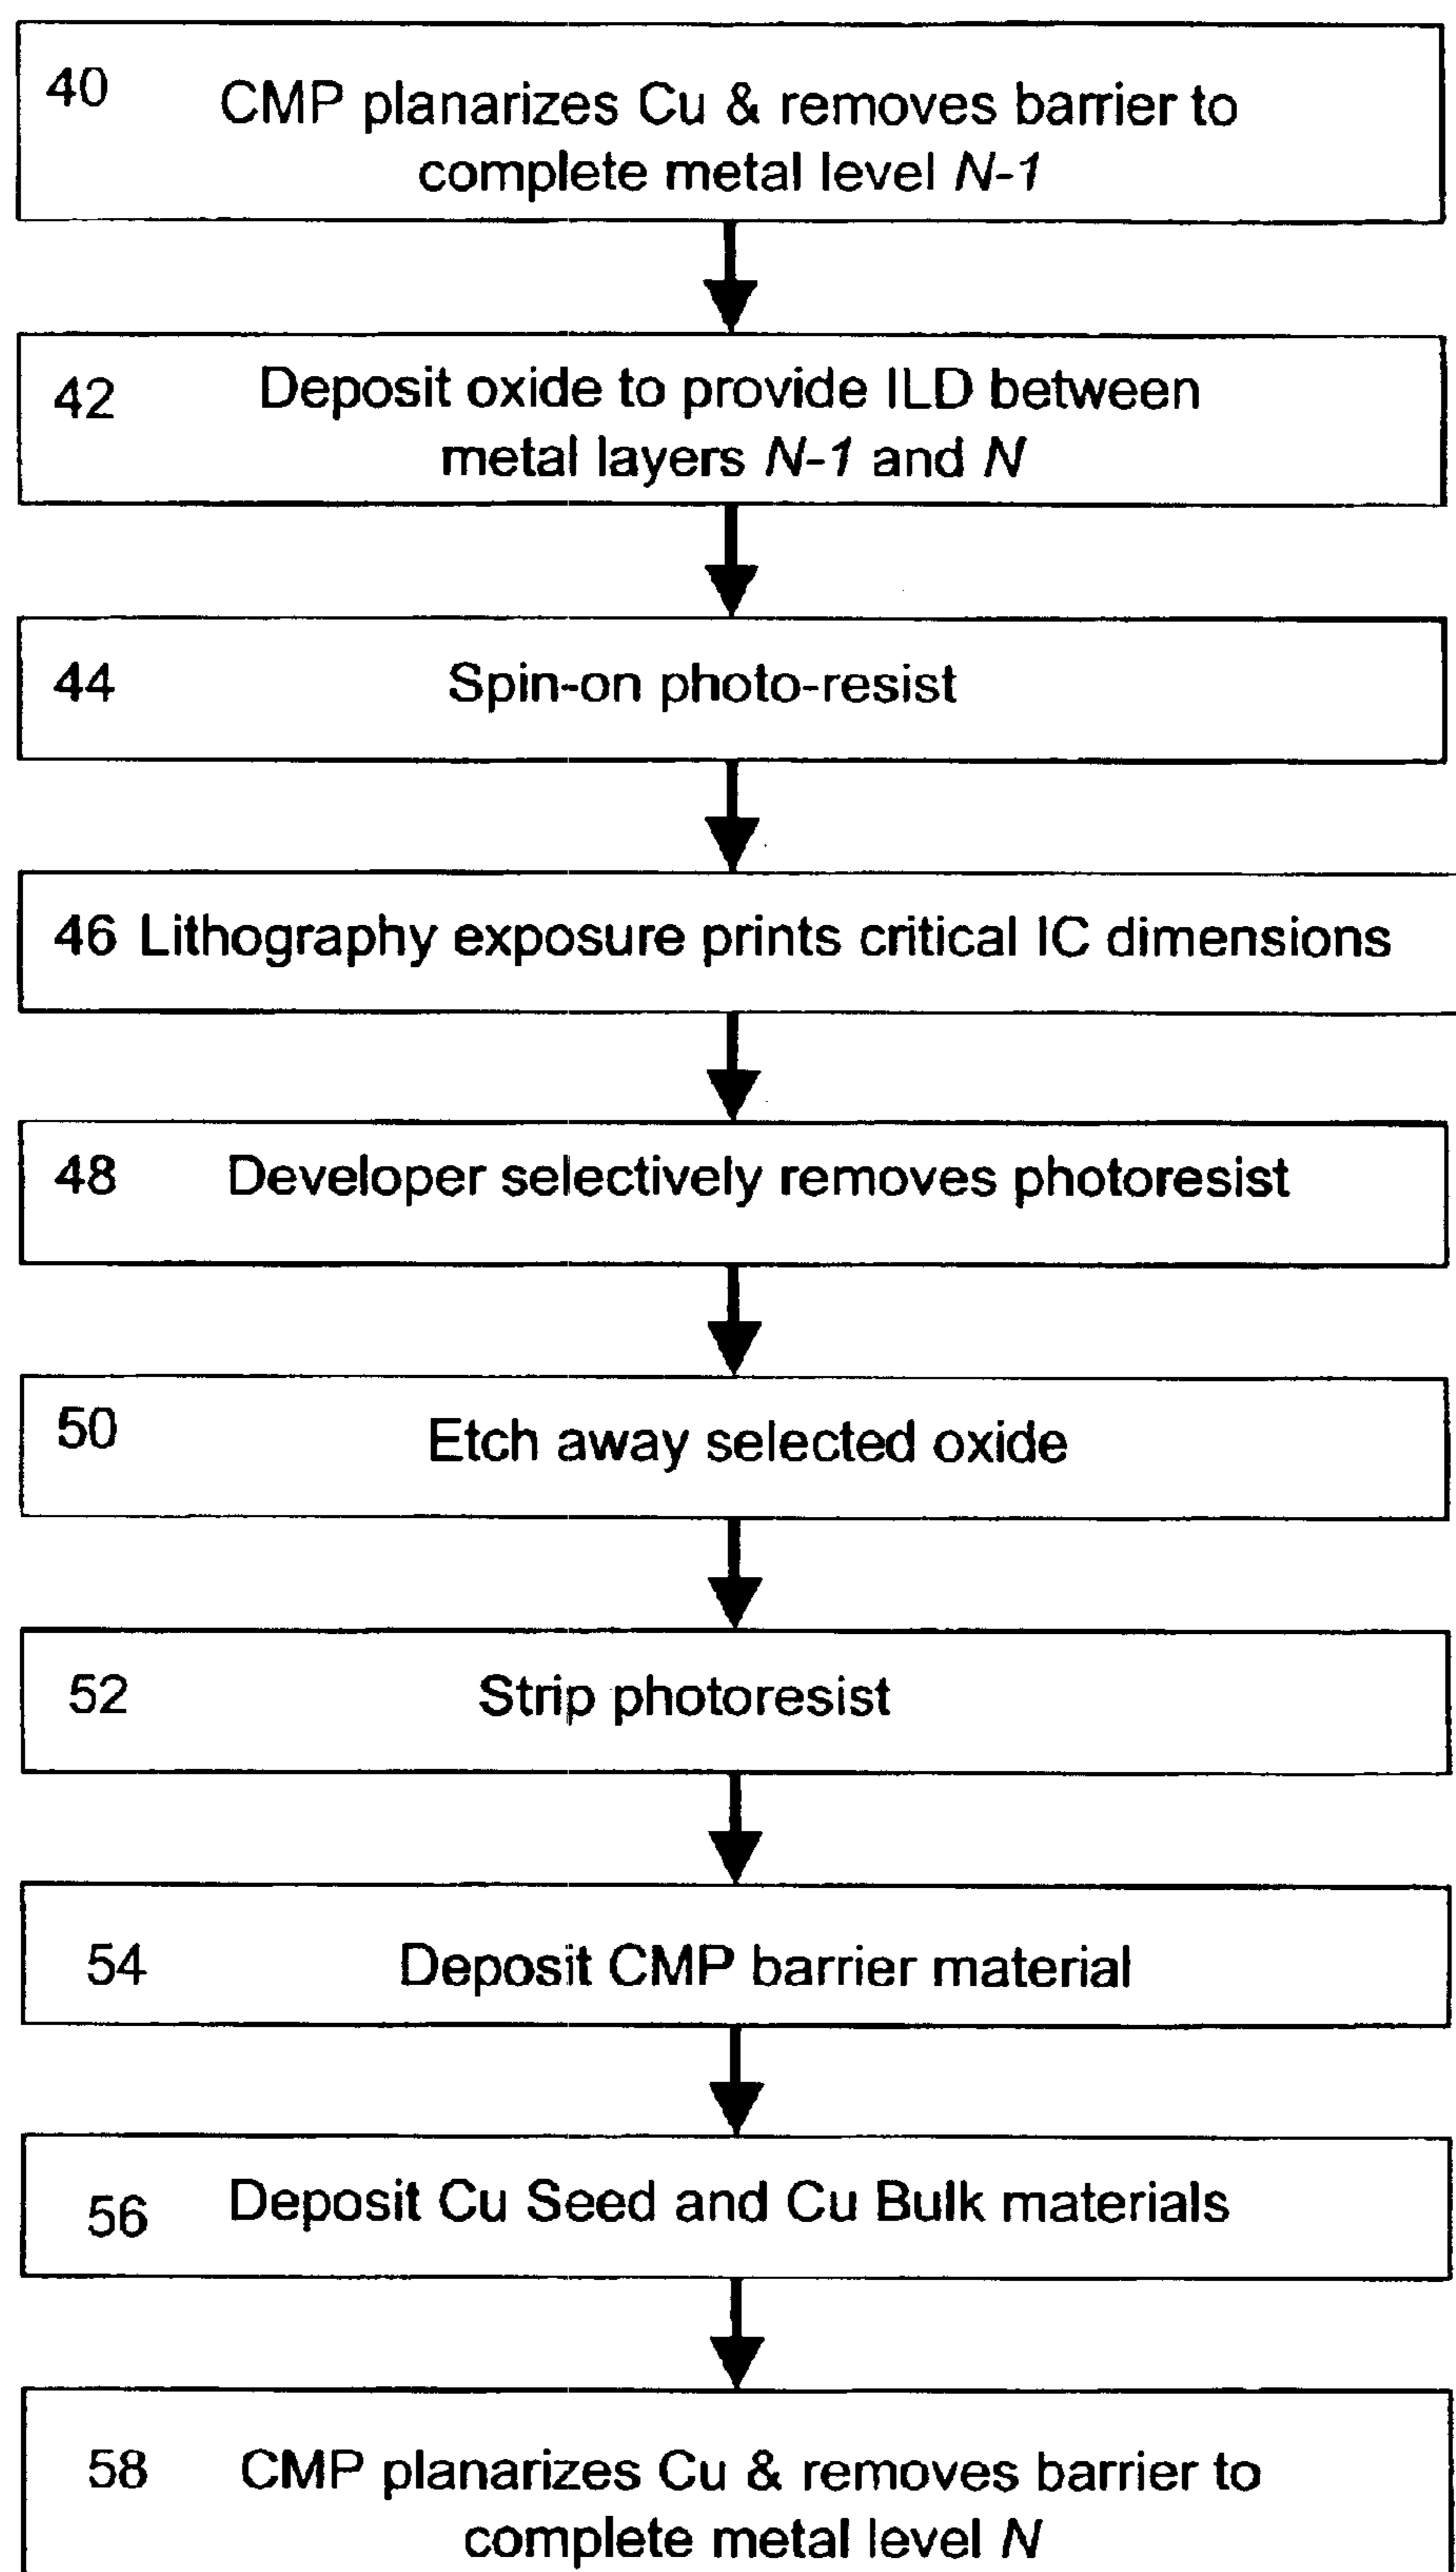 40 CMP planarizes Cu & removes barrier to
complete metal level N-1
42 Deposit oxide to provide ILD between
metal layers N-1 and N
44 Spin-on photo-resist
46 Lithography exposure prints critical IC dimensions
48 Developer selectively removes photoresist
50 Etch away selected oxide
52 Strip photoresist
54 Deposit CMP barrier material
56 Deposit Cu Seed and Cu Bulk materials
58 CMP planarizes Cu & removes barrier to
complete metal level N